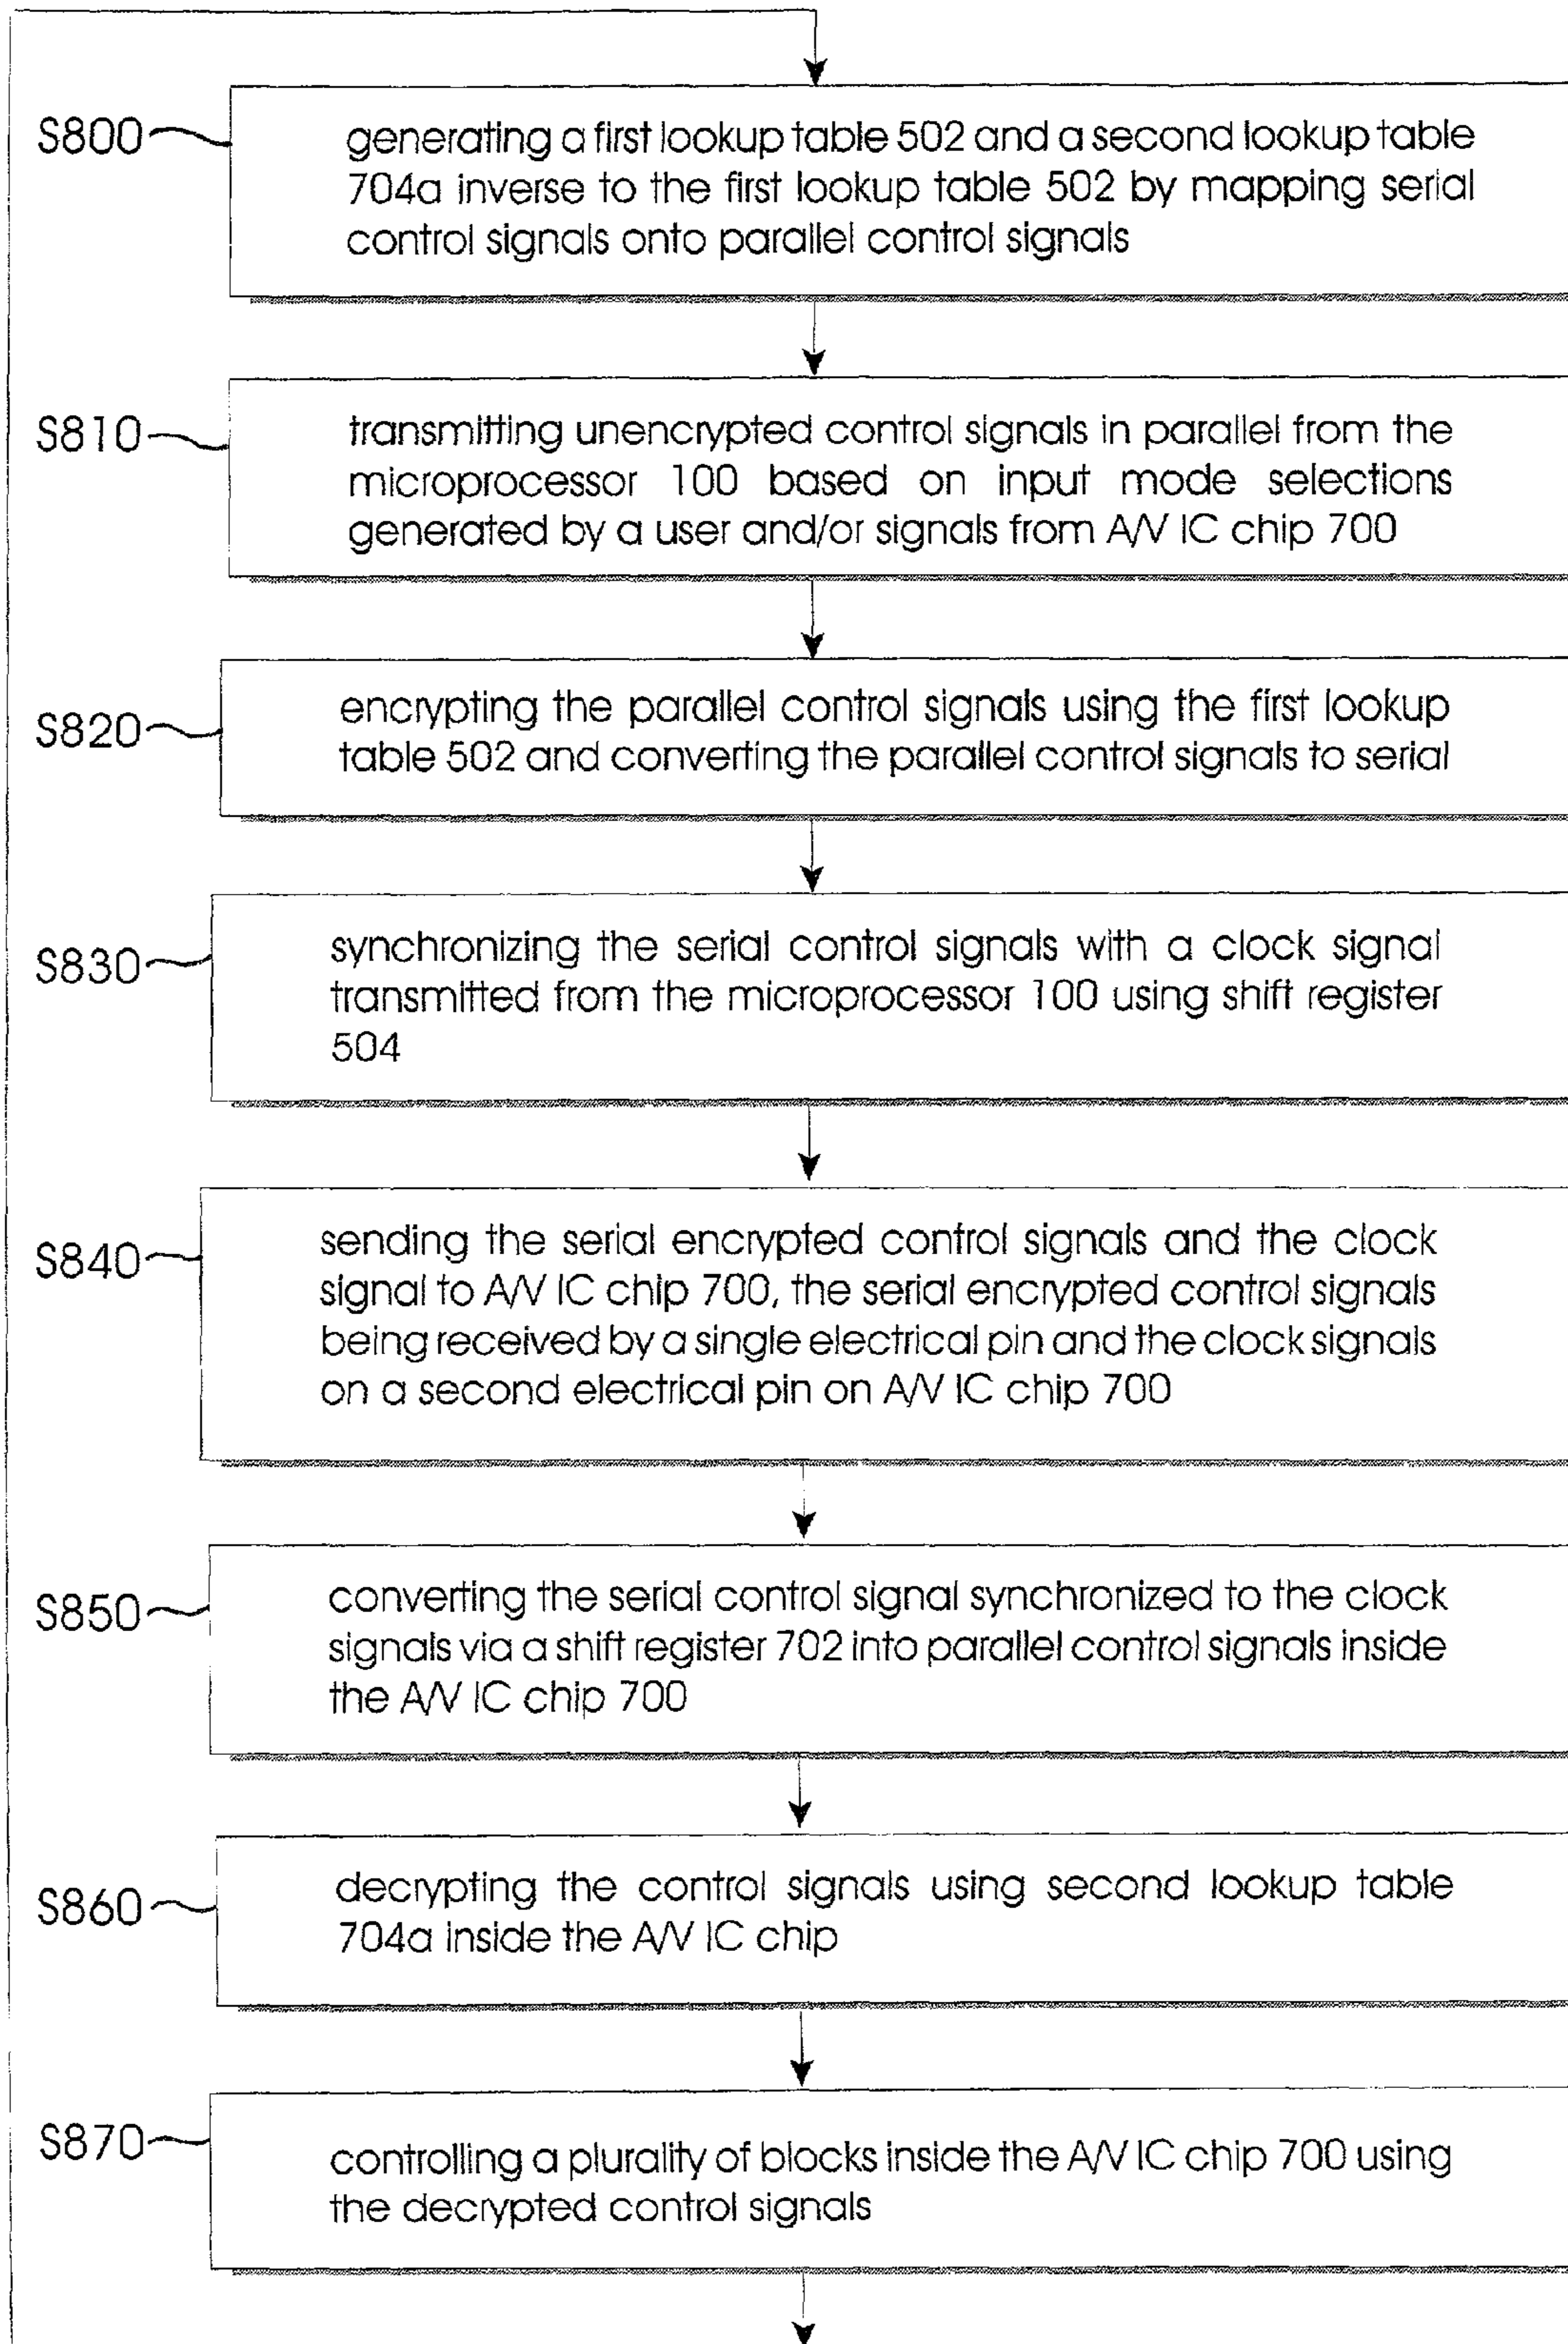 S800
generating a first lookup table 502 and a second lookup table
704a inverse to the first lookup table 502 by mapping serial
control signals onto parallel control signals
S810
transmitting unencrypted control signals in parallel from the
microprocessor 100 based on input mode selections
generated by a user and/or signals from A/V IC chip 700
S820
encrypting the parallel control signals using the first lookup
table 502 and converting the parallel control signals to serial
S830
synchronizing the serial control signals with a clock signal
transmitted from the microprocessor 100 using shift register
504
S840
sending the serial encrypted control signals and the clock
signal to A/V IC chip 700, the serial encrypted control signals
being received by a single electrical pin and the clock signals
on a second electrical pin on A/V IC chip 700
S850
converting the serial control signal synchronized to the clock
signals via a shift register 702 into parallel control signals inside
the A/V IC chip 700
S860
decrypting the control signals using second lookup table
704a inside the A/V IC chip
S870
controlling a plurality of blocks inside the A/V IC chip 700 using
the decrypted control signals